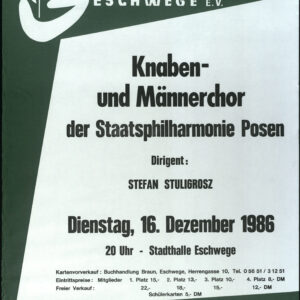 ESCHWEGE E.V.
Knaben-
und Männerchor
der Staatsphilharmonie Posen
Dirigent:
STEFAN STULIGROSZ
Dienstag, 16. Dezember 1986
20 Uhr - Stadthalle Eschwege
Kartenvorverkauf: Buchhandlung Braun, Eschwege, Herrengasse 10, Tel. 0 56 51 / 3 12 51
Eintrittspreise: Mitglieder 1. Platz 15,- 2. Platz 13,- 3. Platz 10,- 4. Platz 8,- DM
Freier Verkauf: 22,- 18,- 15,- 12,- DM
Schülerkarten 5,- DM